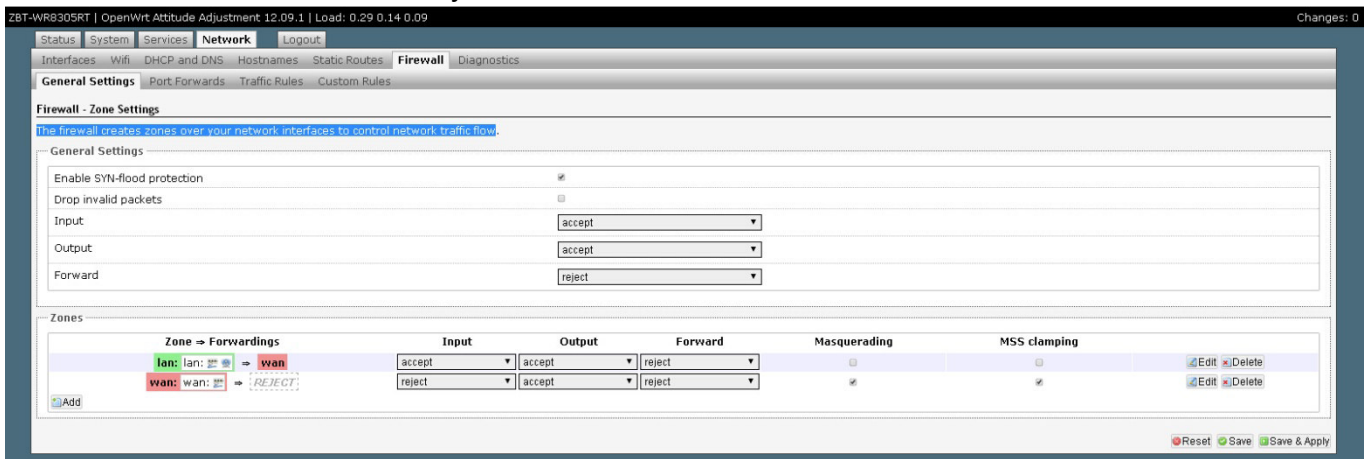 ZBT-WR8305RT | OpenWrt Attitude Adjustment 12.09.1 | Load: 0.29 0.14 0.09 Changes: 0
Status System Services Network Logout
Interfaces Wifi DHCP and DNS Hostnames Static Routes Firewall Diagnostics
General Settings Port Forwards Traffic Rules Custom Rules
Firewall - Zone Settings
The firewall creates zones over your network interfaces to control network traffic flow.
General Settings
Enable SYN-flood protection
Drop invalid packets
Input accept
Output accept
Forward reject
Zones
Zone ⇒ Forwardings Input Output Forward Masquerading MSS clamping
lan: lan: ⇒ wan accept accept reject Edit Delete
wan: wan: ⇒ REJECT reject accept reject Edit Delete
Add
Reset Save Save & Apply